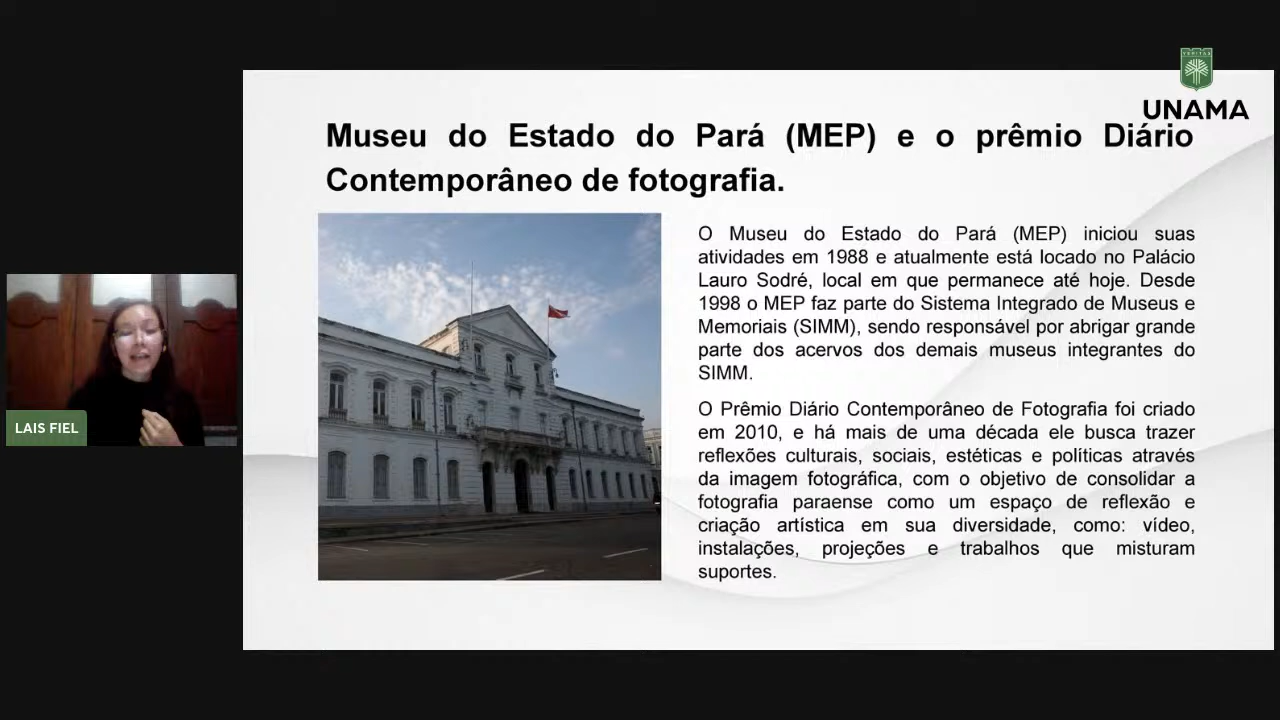 VERITAS
UNAMA
Museu do Estado do Pará (MEP) e o prêmio Diário
Contemporâneo de fotografia.
O Museu do Estado do Pará (MEP) iniciou suas
atividades em 1988 e atualmente está locado no Palácio
Lauro Sodré, local em que permanece até hoje. Desde
1998 o MEP faz parte do Sistema Integrado de Museus e
Memoriais (SIMM), sendo responsável por abrigar grande
parte dos acervos dos demais museus integrantes do
SIMM.
O Prêmio Diário Contemporâneo de Fotografia foi criado
em 2010, e há mais de uma década ele busca trazer
reflexões culturais, sociais, estéticas e políticas através
da imagem fotográfica, com o objetivo de consolidar a
fotografia paraense como um espaço de reflexão e
criação artística em sua diversidade, como: vídeo,
instalações, projeções e trabalhos que misturam
suportes.
LAIS FIEL